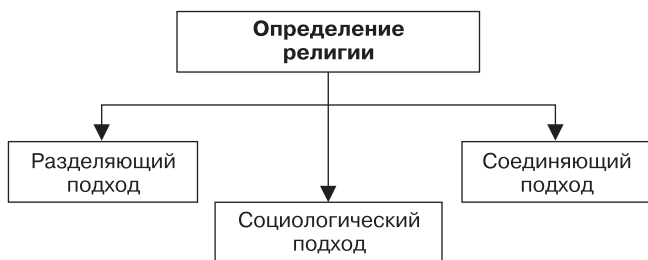 Определение
религии
Разделяющий
подход
Соединяющий
подход
Социологический
подход